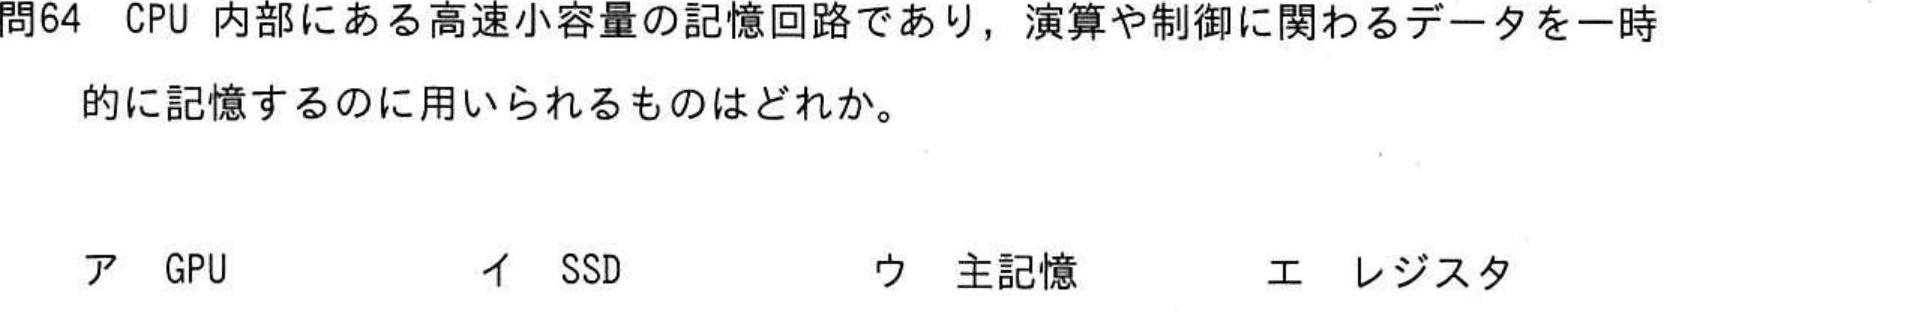 問64 CPU 内部にある高速小容量の記憶回路であり，演算や制御に関わるデータを一時
的に記憶するのに用いられるものはどれか。
ア GPU イ SSD ウ 主記憶 エ レジスタ